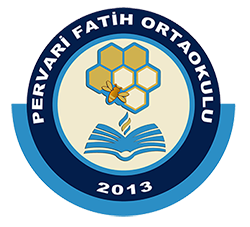 PERVARİ FATİH ORTAOKULU
2013